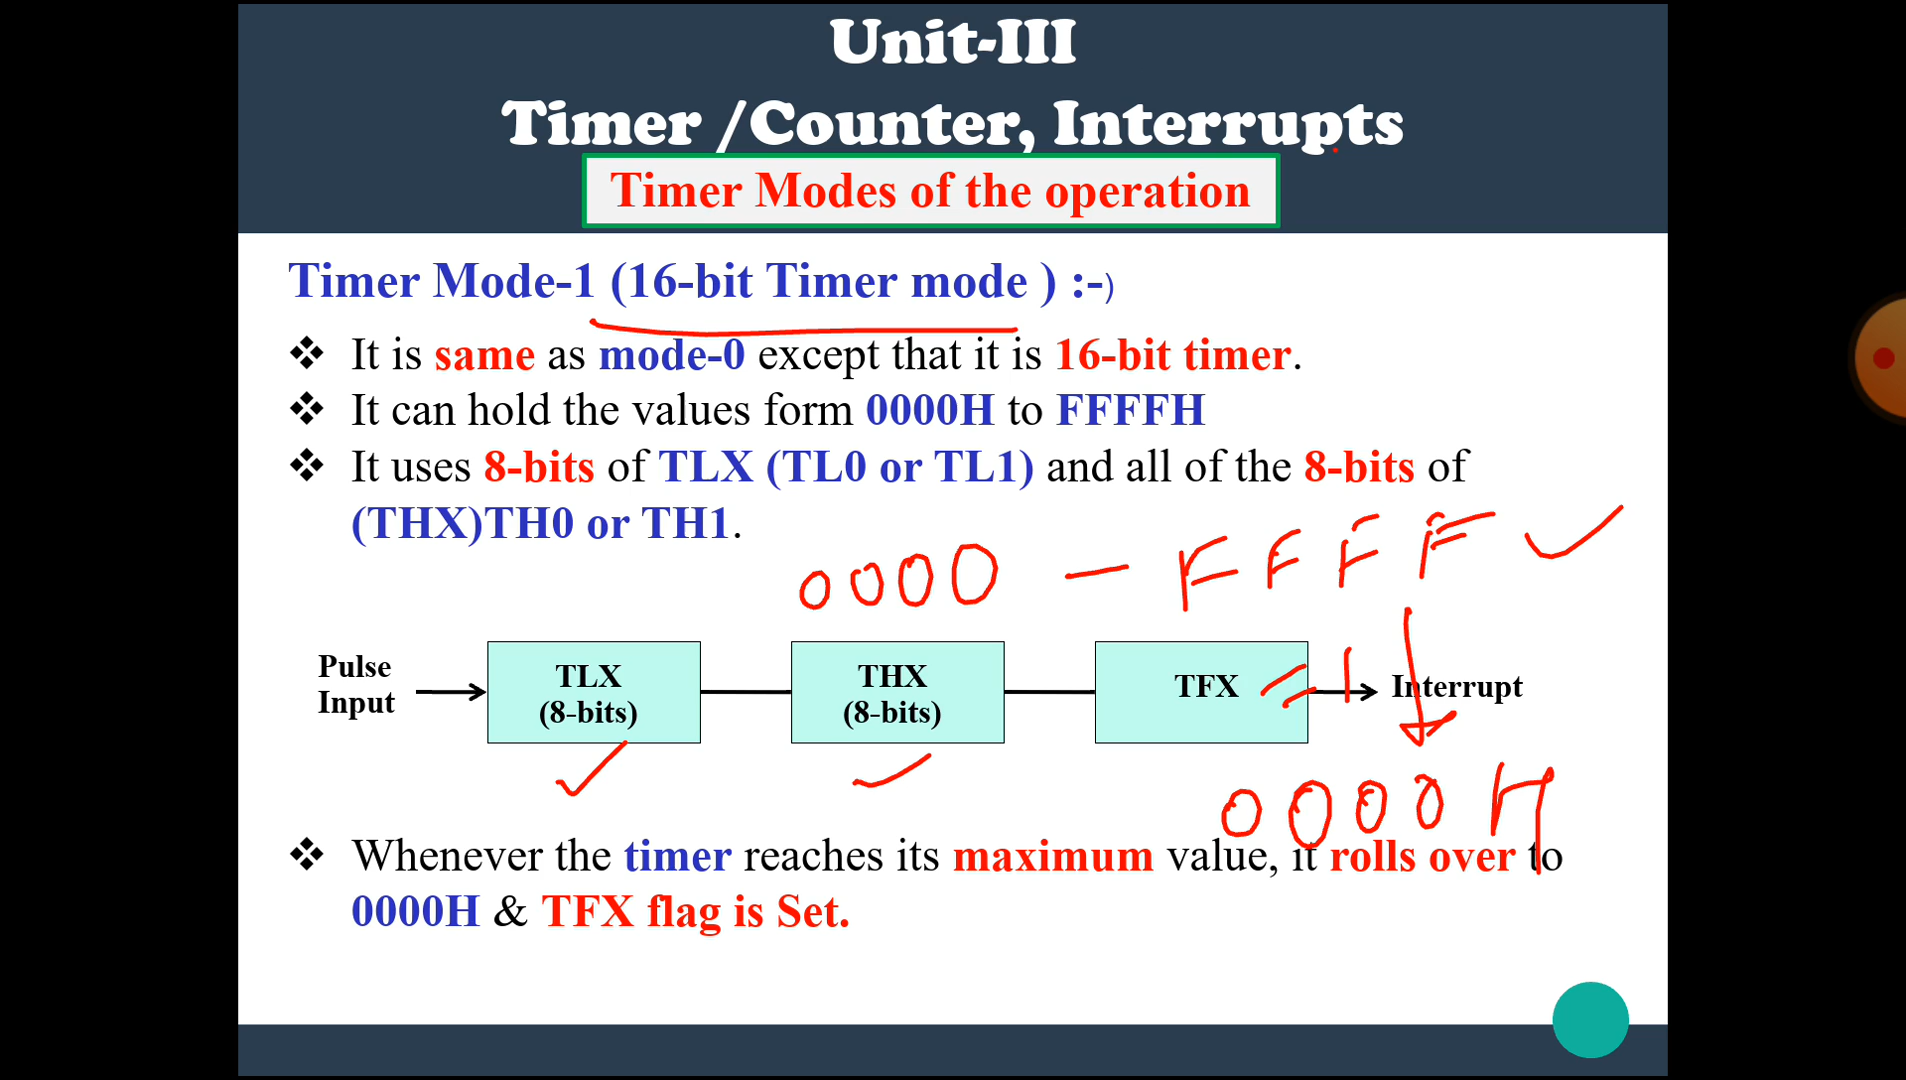 Unit-III
Timer /Counter, Interrupts
Timer Modes of the operation
Timer Mode-1 (16-bit Timer mode ) :-)
❖ It is same as mode-0 except that it is 16-bit timer.
❖ It can hold the values form 0000H to FFFFH
❖ It uses 8-bits of TLX (TL0 or TL1) and all of the 8-bits of
(THX)TH0 or TH1.
0000 – FFFF ✓
Pulse
Input
TLX
(8-bits)
THX
(8-bits)
TFX = 1
Interrupt
0000 H
❖ Whenever the timer reaches its maximum value, it rolls over to
0000H & TFX flag is Set.